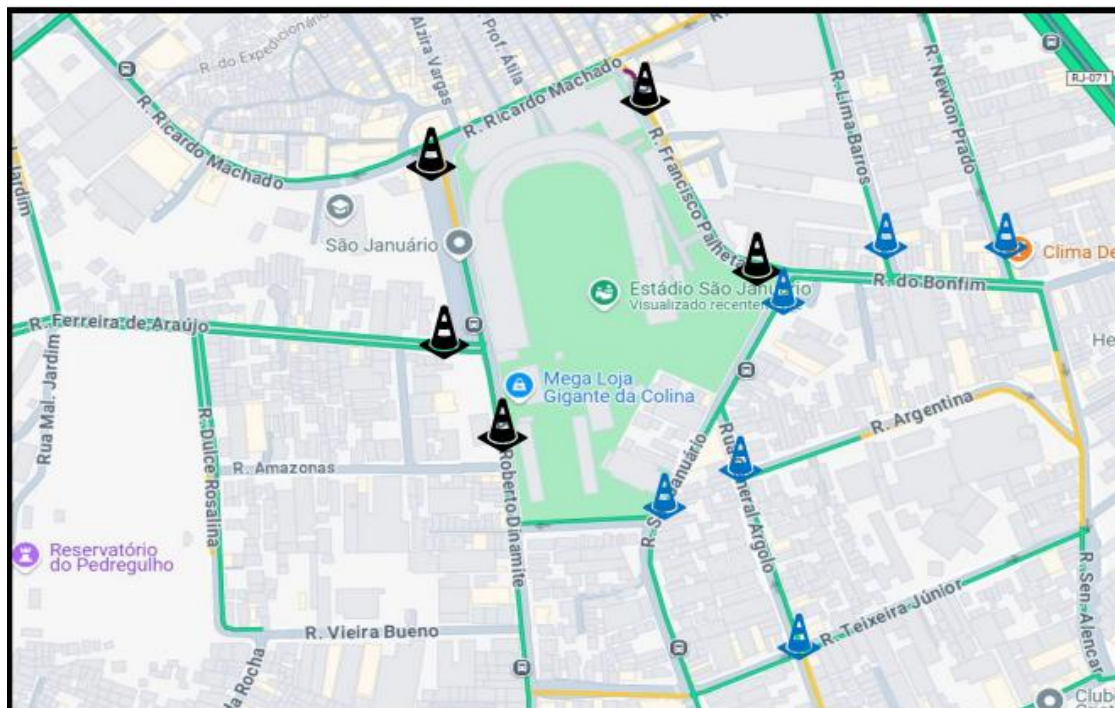 R. do Expedicionário
Alzira Vargas
Prof. Átila
R. Ricardo Machado
R. Ricardo Machado
R. Francisco Palheta
R. Lima Barros
R. Newton Prado
RJ-071
Jardim
São Januário
Estádio São Januário
Visualizado recentemente
Clima De
R. do Bonfim
R. Ferreira de Araújo
Rua Mal. Jardim
Mega Loja
Gigante da Colina
He
R. Argentina
R. Dulce Rosalina
R. Amazonas
Roberto Dinamite
R. São Januário
Rua General Argolo
Reservatório
do Pedregulho
R. Vieira Bueno
R. Teixeira Júnior
R. Sen. Alencar
da Rocha
Clube